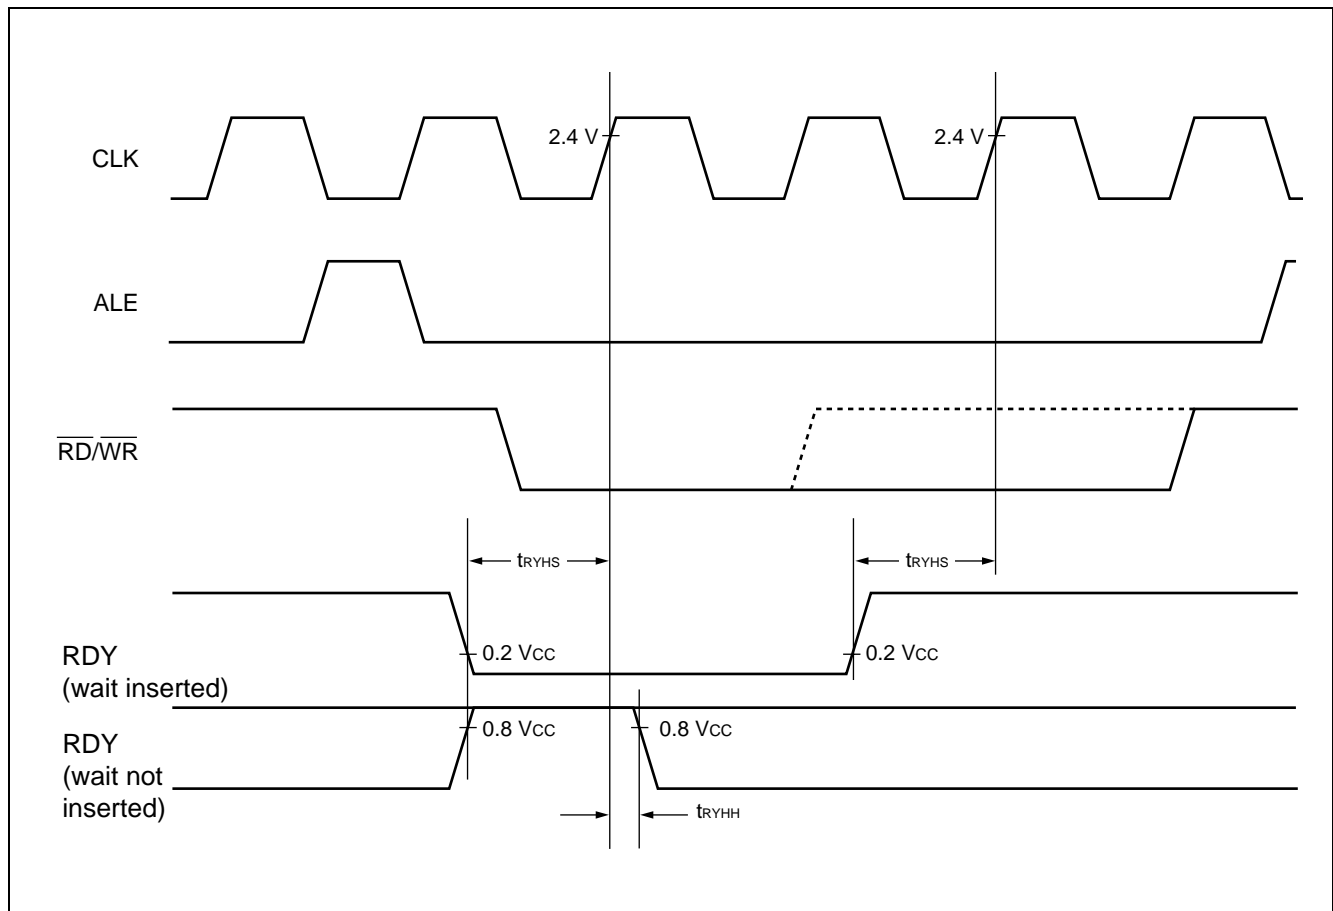 2.4 V
2.4 V
CLK
ALE
RD/WR
tRYHS
tRYHS
0.2 VCC
0.2 VCC
RDY
(wait inserted)
0.8 VCC
0.8 VCC
RDY
(wait not
inserted)
tRYHH